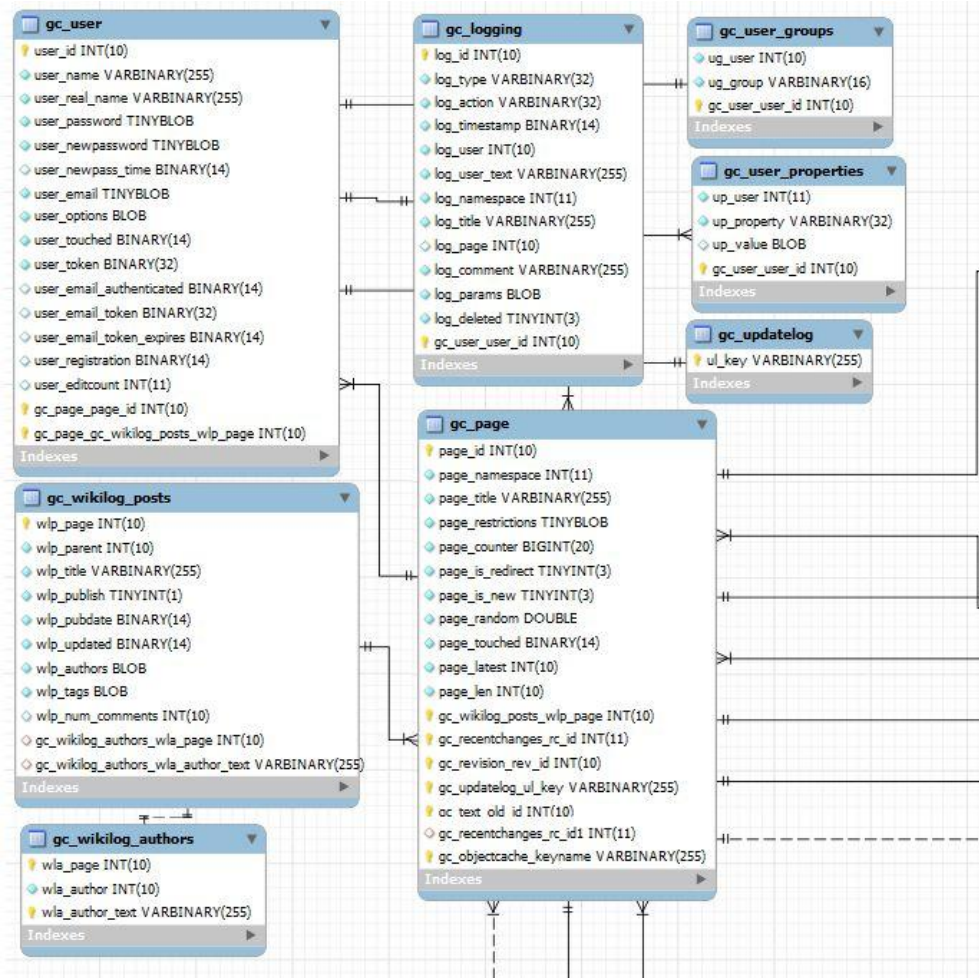 gc_user
user_id INT(10)
user_name VARBINARY(255)
user_real_name VARBINARY(255)
user_password TINYBLOB
user_newpassword TINYBLOB
user_newpass_time BINARY(14)
user_email TINYBLOB
user_options BLOB
user_touched BINARY(14)
user_token BINARY(32)
user_email_authenticated BINARY(14)
user_email_token BINARY(32)
user_email_token_expires BINARY(14)
user_registration BINARY(14)
user_editcount INT(11)
gc_page_page_id INT(10)
gc_page_gc_wikilog_posts_wlp_page INT(10)
Indexes
gc_wikilog_posts
wlp_page INT(10)
wlp_parent INT(10)
wlp_title VARBINARY(255)
wlp_publish TINYINT(1)
wlp_pubdate BINARY(14)
wlp_updated BINARY(14)
wlp_authors BLOB
wlp_tags BLOB
wlp_num_comments INT(10)
gc_wikilog_authors_wla_page INT(10)
gc_wikilog_authors_wla_author_text VARBINARY(255)
Indexes
gc_wikilog_authors
wla_page INT(10)
wla_author INT(10)
wla_author_text VARBINARY(255)
Indexes
gc_logging
log_id INT(10)
log_type VARBINARY(32)
log_action VARBINARY(32)
log_timestamp BINARY(14)
log_user INT(10)
log_user_text VARBINARY(255)
log_namespace INT(11)
log_title VARBINARY(255)
log_page INT(10)
log_comment VARBINARY(255)
log_params BLOB
log_deleted TINYINT(3)
gc_user_user_id INT(10)
Indexes
gc_page
page_id INT(10)
page_namespace INT(11)
page_title VARBINARY(255)
page_restrictions TINYBLOB
page_counter BIGINT(20)
page_is_redirect TINYINT(3)
page_is_new TINYINT(3)
page_random DOUBLE
page_touched BINARY(14)
page_latest INT(10)
page_len INT(10)
gc_wikilog_posts_wlp_page INT(10)
gc_recentchanges_rc_id INT(11)
gc_revision_rev_id INT(10)
gc_updatelog_ul_key VARBINARY(255)
gc_text_old_id INT(10)
gc_recentchanges_rc_id1 INT(11)
gc_objectcache_keyname VARBINARY(255)
Indexes
gc_user_groups
ug_user INT(10)
ug_group VARBINARY(16)
gc_user_user_id INT(10)
Indexes
gc_user_properties
up_user INT(11)
up_property VARBINARY(32)
up_value BLOB
gc_user_user_id INT(10)
Indexes
gc_updatelog
ul_key VARBINARY(255)
Indexes